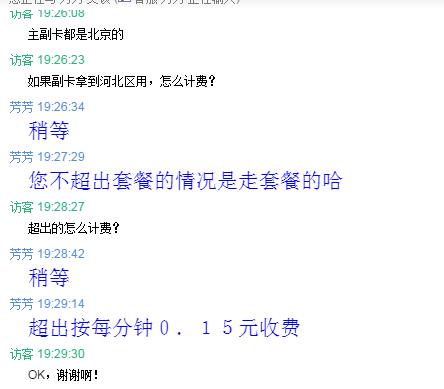 访客 19:26:08
主副卡都是北京的
访客 19:26:23
如果副卡拿到河北区用，怎么计费？
芳芳 19:26:34
稍等
芳芳 19:27:29
您不超出套餐的情况是走套餐的哈
访客 19:28:27
超出的怎么计费？
芳芳 19:28:42
稍等
芳芳 19:29:14
超出按每分钟０．１５元收费
访客 19:29:30
OK，谢谢啊！